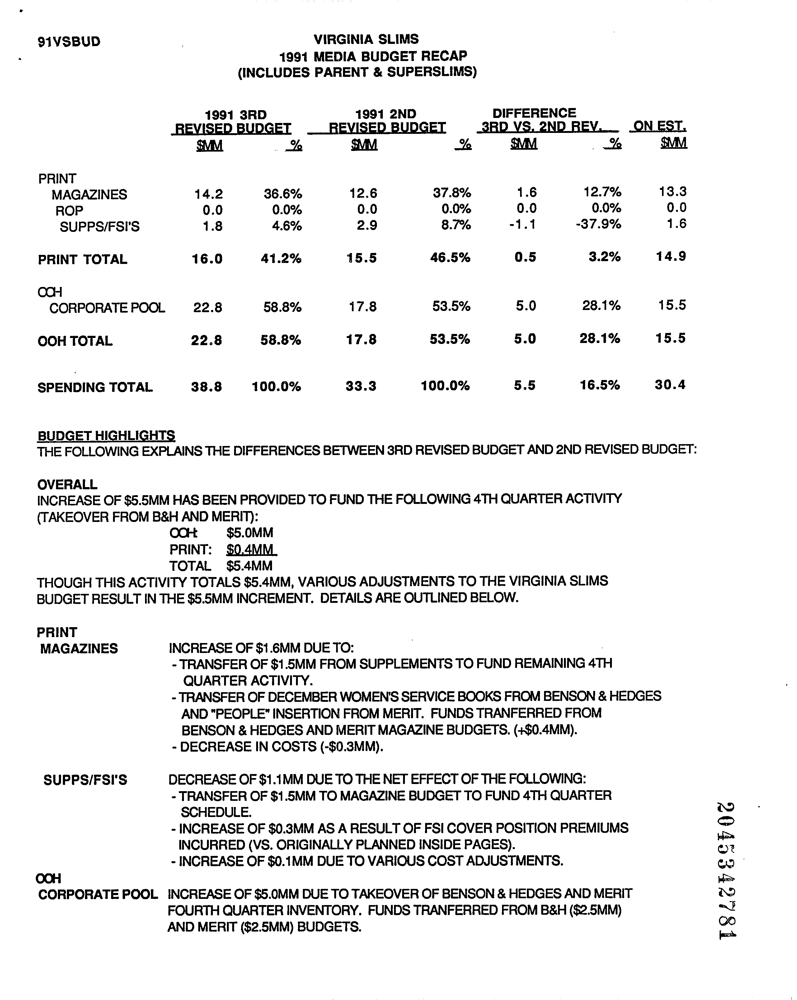 91VSBUD
VIRGINIA SLIMS
1991 MEDIA BUDGET RECAP
(INCLUDES PARENT & SUPERSLIMS)
1991 3RD 1991 2ND DIFFERENCE
REVISED BUDGET REVISED BUDGET 3RD VS. 2ND REV. ON EST.
$MM % $MM % $MM % $MM
PRINT
MAGAZINES 14.2 36.6% 12.6 37.8% 1.6 12.7% 13.3
ROP 0.0 0.0% 0.0 0.0% 0.0 0.0% 0.0
SUPPS/FSI'S 1.8 4.6% 2.9 8.7% -1.1 -37.9% 1.6
PRINT TOTAL 16.0 41.2% 15.5 46.5% 0.5 3.2% 14.9
OOH
CORPORATE POOL 22.8 58.8% 17.8 53.5% 5.0 28.1% 15.5
OOH TOTAL 22.8 58.8% 17.8 53.5% 5.0 28.1% 15.5
SPENDING TOTAL 38.8 100.0% 33.3 100.0% 5.5 16.5% 30.4
BUDGET HIGHLIGHTS
THE FOLLOWING EXPLAINS THE DIFFERENCES BETWEEN 3RD REVISED BUDGET AND 2ND REVISED BUDGET:
OVERALL
INCREASE OF $5.5MM HAS BEEN PROVIDED TO FUND THE FOLLOWING 4TH QUARTER ACTIVITY
(TAKEOVER FROM B&H AND MERIT):
OOH: $5.0MM
PRINT: $0.4MM
TOTAL $5.4MM
THOUGH THIS ACTIVITY TOTALS $5.4MM, VARIOUS ADJUSTMENTS TO THE VIRGINIA SLIMS
BUDGET RESULT IN THE $5.5MM INCREMENT. DETAILS ARE OUTLINED BELOW.
PRINT
MAGAZINES INCREASE OF $1.6MM DUE TO:
- TRANSFER OF $1.5MM FROM SUPPLEMENTS TO FUND REMAINING 4TH
QUARTER ACTIVITY.
- TRANSFER OF DECEMBER WOMEN'S SERVICE BOOKS FROM BENSON & HEDGES
AND "PEOPLE" INSERTION FROM MERIT. FUNDS TRANFERRED FROM
BENSON & HEDGES AND MERIT MAGAZINE BUDGETS. (+$0.4MM).
- DECREASE IN COSTS (-$0.3MM).
SUPPS/FSI'S DECREASE OF $1.1MM DUE TO THE NET EFFECT OF THE FOLLOWING:
- TRANSFER OF $1.5MM TO MAGAZINE BUDGET TO FUND 4TH QUARTER
SCHEDULE.
- INCREASE OF $0.3MM AS A RESULT OF FSI COVER POSITION PREMIUMS
INCURRED (VS. ORIGINALLY PLANNED INSIDE PAGES).
- INCREASE OF $0.1MM DUE TO VARIOUS COST ADJUSTMENTS.
OOH
CORPORATE POOL INCREASE OF $5.0MM DUE TO TAKEOVER OF BENSON & HEDGES AND MERIT
FOURTH QUARTER INVENTORY. FUNDS TRANFERRED FROM B&H ($2.5MM)
AND MERIT ($2.5MM) BUDGETS.
2045342781